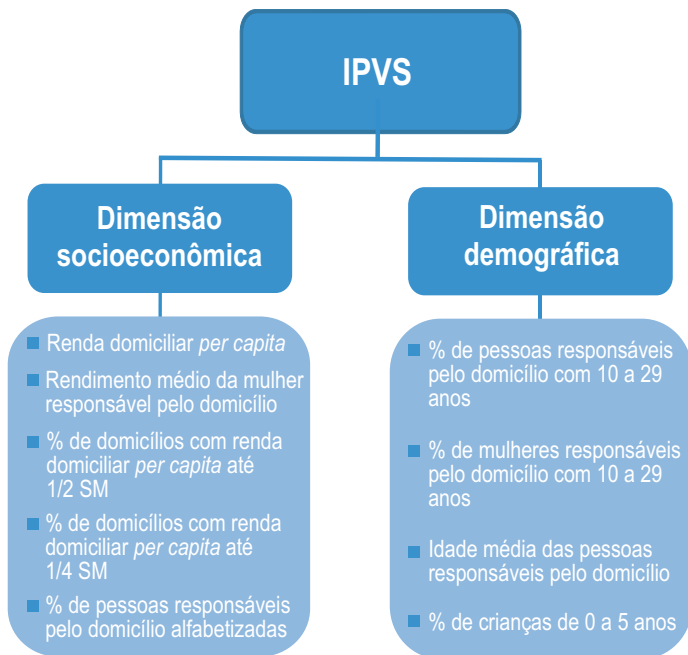 IPVS
Dimensão
socioeconômica
Renda domiciliar per capita
Rendimento médio da mulher
responsável pelo domicílio
% de domicílios com renda
domiciliar per capita até
1/2 SM
% de domicílios com renda
domiciliar per capita até
1/4 SM
% de pessoas responsáveis
pelo domicílio alfabetizadas
Dimensão
demográfica
% de pessoas responsáveis
pelo domicílio com 10 a 29
anos
% de mulheres responsáveis
pelo domicílio com 10 a 29
anos
Idade média das pessoas
responsáveis pelo domicílio
% de crianças de 0 a 5 anos